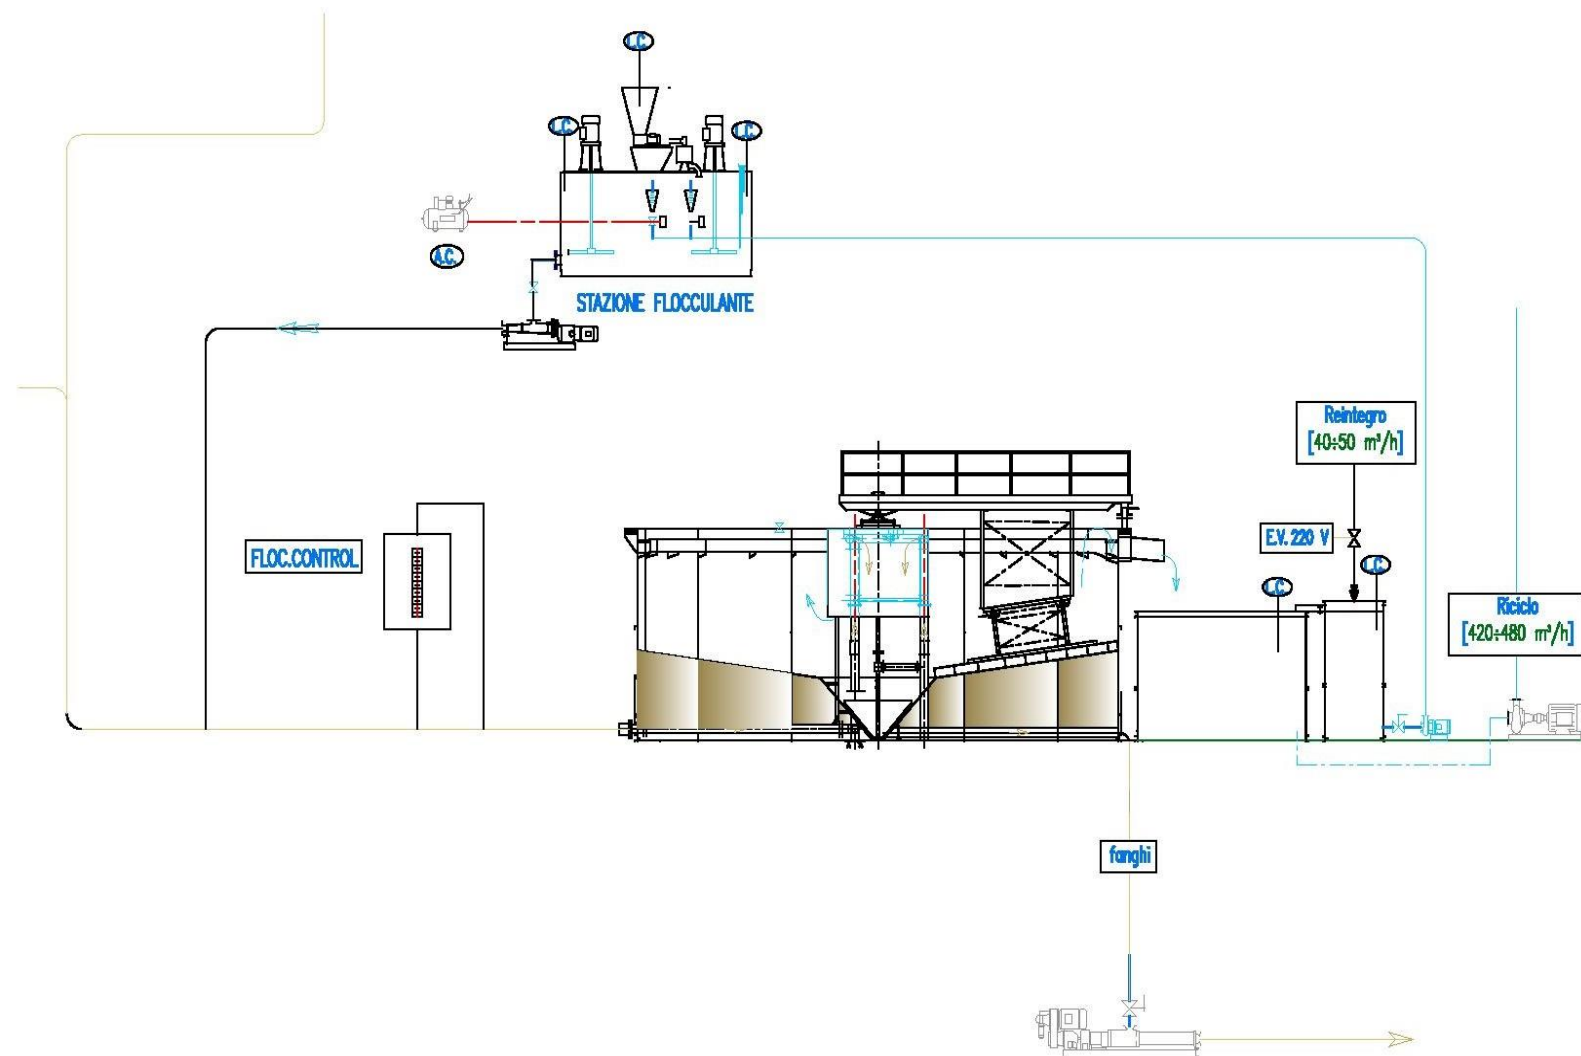 L.C.
L.C.
L.C.
A.C.
STAZIONE FLOCCULANTE
Reintegro
[40÷50 m³/h]
E.V. 220 V
FLOC.CONTROL
L.C.
L.C.
Riciclo
[420÷480 m³/h]
fanghi